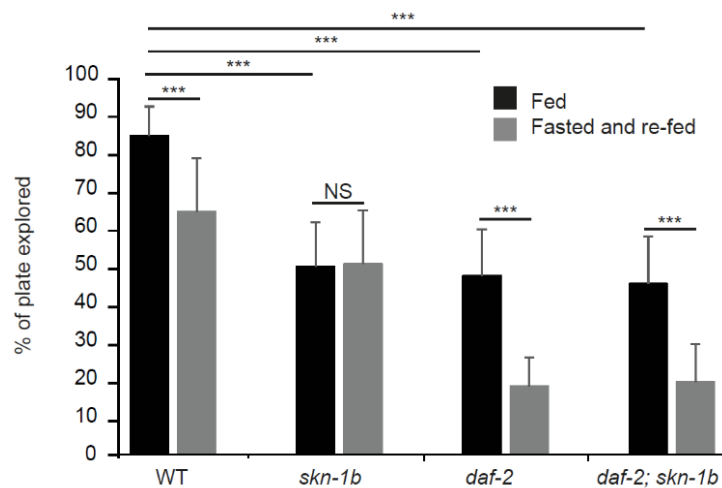 ***
***
***
***
NS
***
***
Fed
Fasted and re-fed
% of plate explored
100
90
80
70
60
50
40
30
20
10
0
WT
skn-1b
daf-2
daf-2; skn-1b